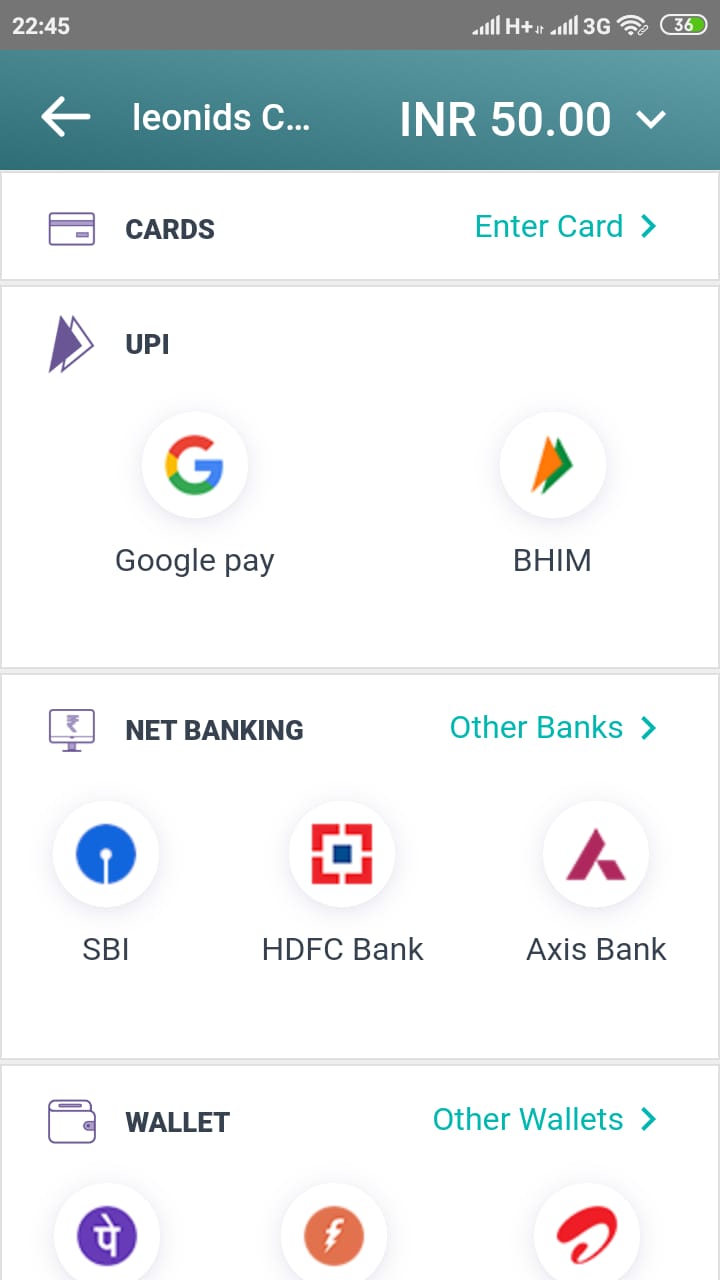 22:45 H+ 3G 36
leonids C... INR 50.00
CARDS Enter Card
UPI
Google pay BHIM
NET BANKING Other Banks
₹
SBI HDFC Bank Axis Bank
WALLET Other Wallets
पे